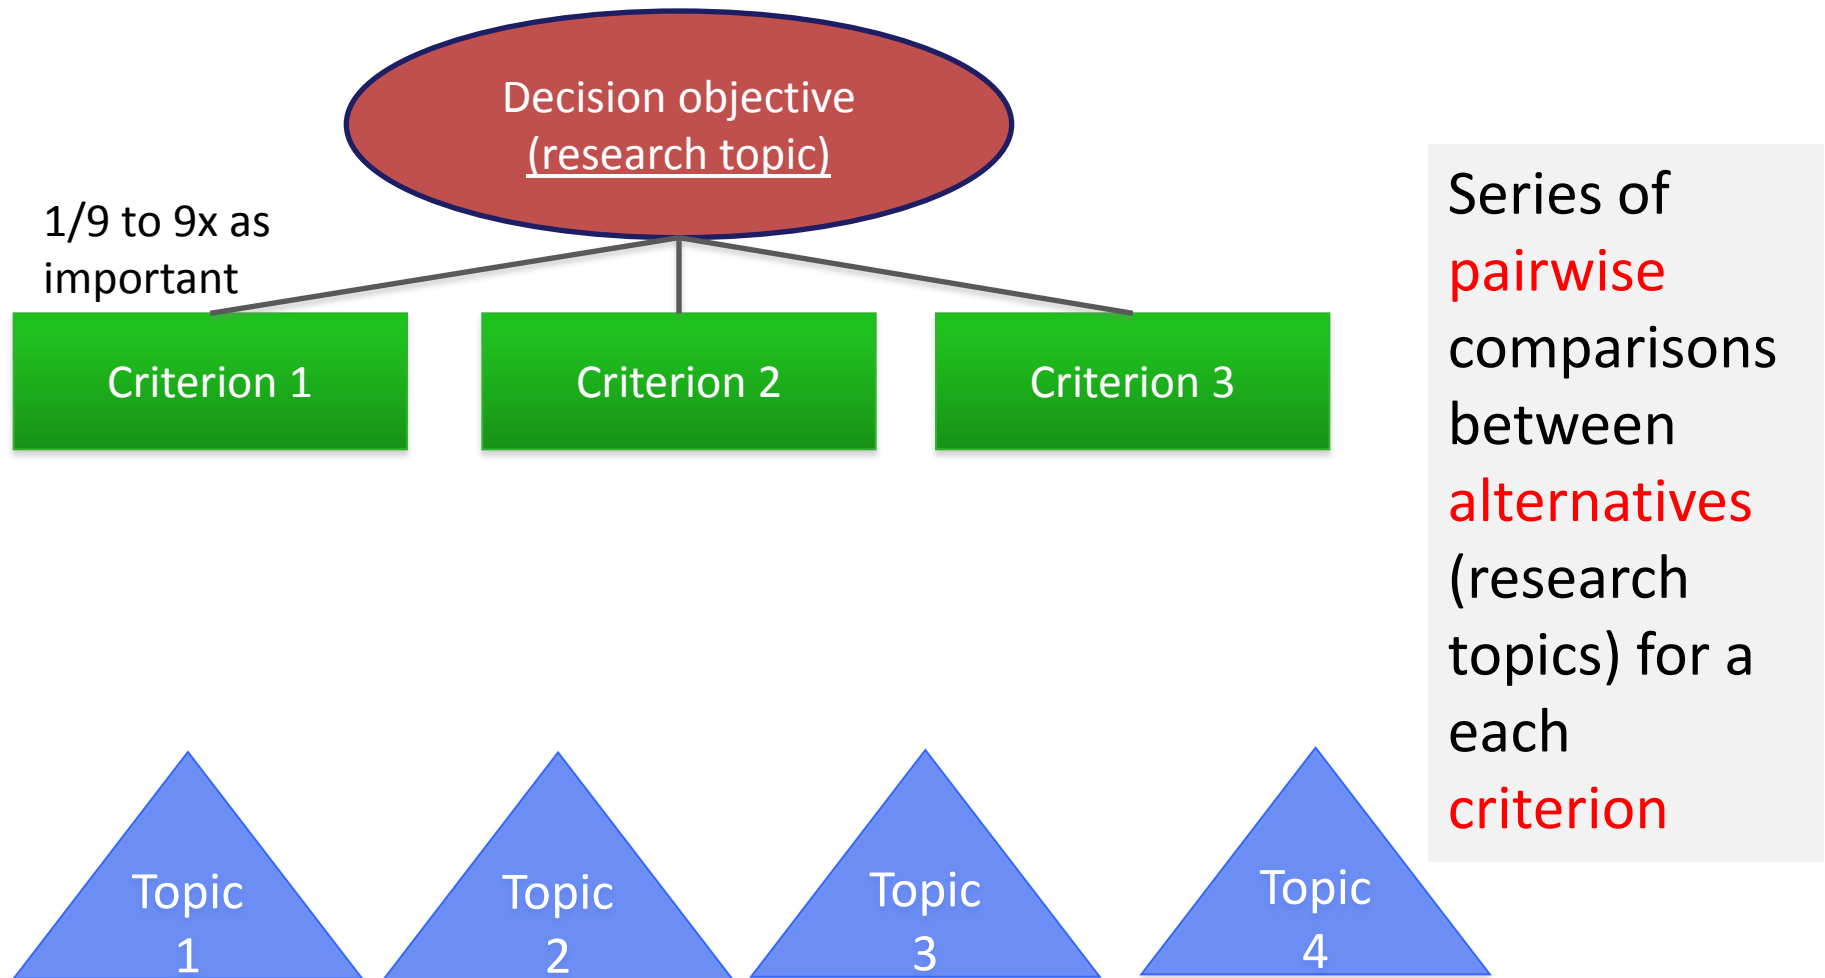 Decision objective
(research topic)
1/9 to 9x as
important
Criterion 1
Criterion 2
Criterion 3
Series of
pairwise
comparisons
between
alternatives
(research
topics) for a
each
criterion
Topic
1
Topic
2
Topic
3
Topic
4